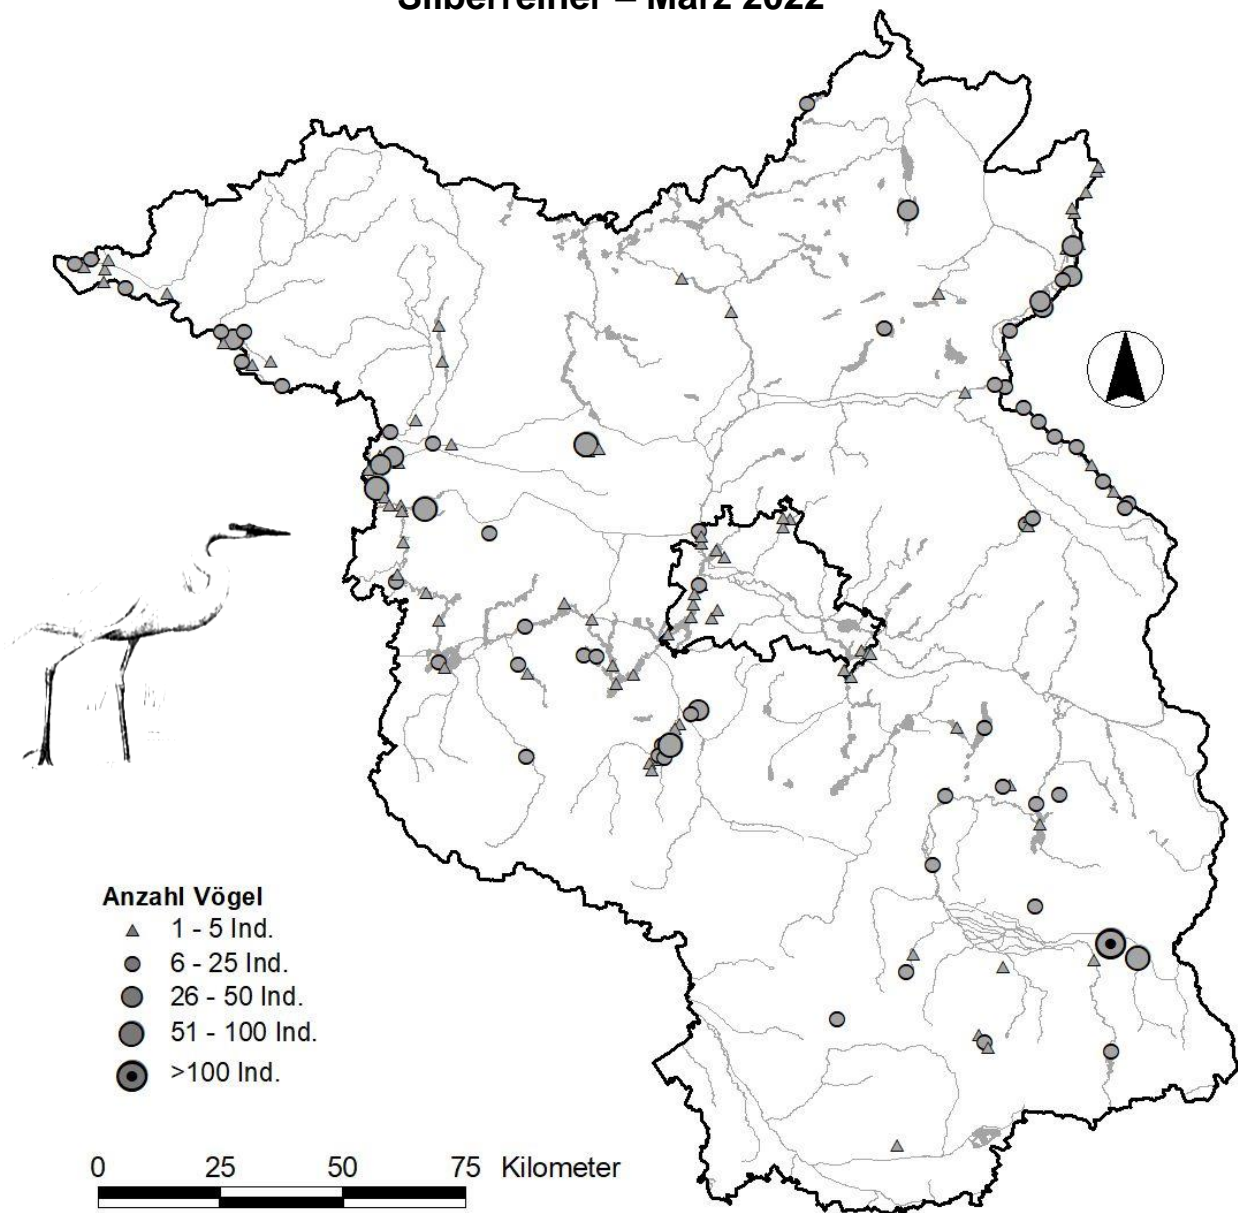 Silberreiher – März 2022
Anzahl Vögel
1 - 5 Ind.
6 - 25 Ind.
26 - 50 Ind.
51 - 100 Ind.
>100 Ind.
0 25 50 75 Kilometer